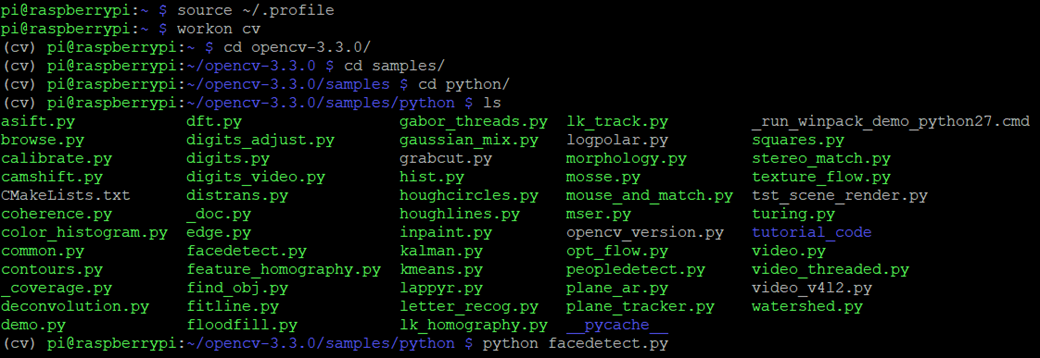 pi@raspberrypi:~ $ source ~/.profile
pi@raspberrypi:~ $ workon cv
(cv) pi@raspberrypi:~ $ cd opencv-3.3.0/
(cv) pi@raspberrypi:~/opencv-3.3.0 $ cd samples/
(cv) pi@raspberrypi:~/opencv-3.3.0/samples $ cd python/
(cv) pi@raspberrypi:~/opencv-3.3.0/samples/python $ ls
asift.py dft.py gabor_threads.py lk_track.py _run_winpack_demo_python27.cmd
browse.py digits_adjust.py gaussian_mix.py logpolar.py squares.py
calibrate.py digits.py grabcut.py morphology.py stereo_match.py
camshift.py digits_video.py hist.py mosse.py texture_flow.py
CMakeLists.txt distrans.py houghcircles.py mouse_and_match.py tst_scene_render.py
coherence.py _doc.py houghlines.py mser.py turing.py
color_histogram.py edge.py inpaint.py opencv_version.py tutorial_code
common.py facedetect.py kalman.py opt_flow.py video.py
contours.py feature_homography.py kmeans.py peopledetect.py video_threaded.py
_coverage.py find_obj.py lappyr.py plane_ar.py video_v4l2.py
deconvolution.py fitline.py letter_recog.py plane_tracker.py watershed.py
demo.py floodfill.py lk_homography.py __pycache__
(cv) pi@raspberrypi:~/opencv-3.3.0/samples/python $ python facedetect.py